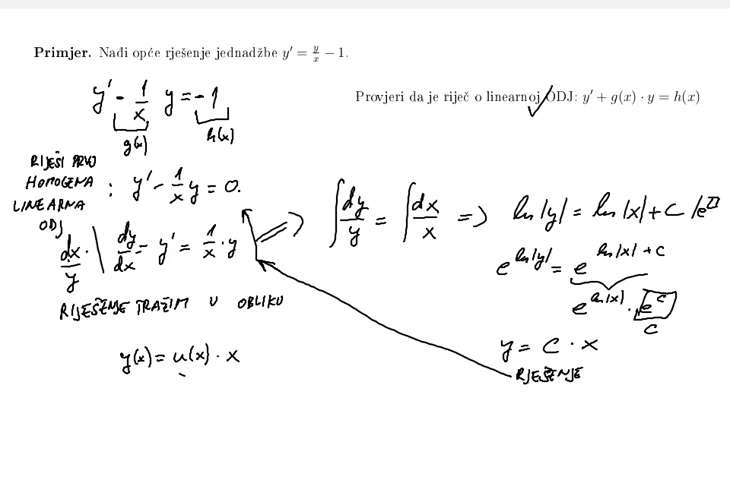 Primjer. Nađi opće rješenje jednadžbe y' = y/x − 1.
y' - 1/x y = -1
g(x)
h(x)
Provjeri da je riječ o linearnoj ODJ: y' + g(x) · y = h(x)
RIJEŠI PRVO
HOMOGENA
LINEARNA
ODJ
: y' - 1/x y = 0.
dx/y · \ dy/dx = y' = 1/x · y
=> ∫ dy/y = ∫ dx/x => ln|y| = ln|x| + C /e^□
e^ln|y| = e^ln|x| + C
e^ln|x| · e^C
C
y = C · x
RJEŠENJE
RIJEŠENJE TRAŽIM U OBLIKU
y(x) = u(x) · x